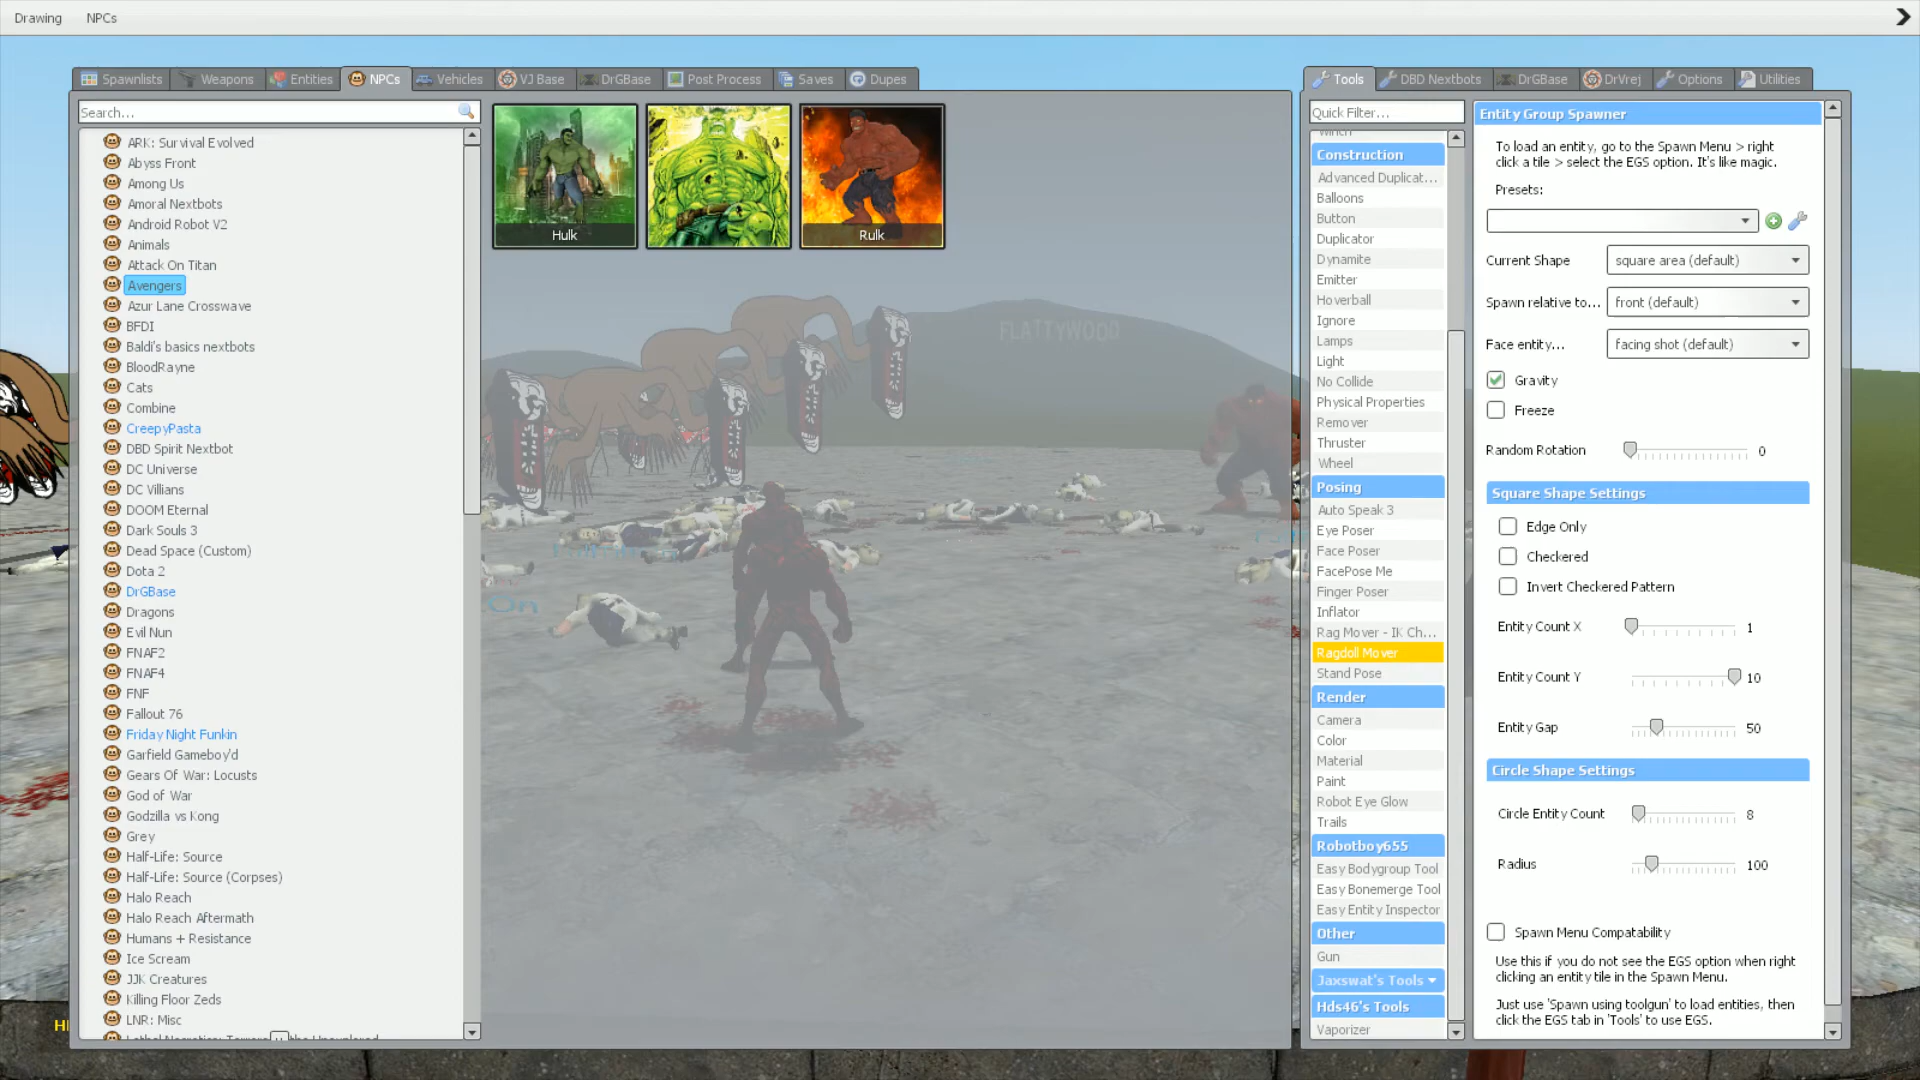 Drawing NPCs
Spawnlists Weapons Entities NPCs Vehicles VJ Base DrGBase Post Process Saves Dupes
Search...
ARK: Survival Evolved
Abyss Front
Among Us
Amoral Nextbots
Android Robot V2
Animals
Attack On Titan
Avengers
Azur Lane Crosswave
BFDI
Baldi's basics nextbots
BloodRayne
Cats
Combine
CreepyPasta
DBD Spirit Nextbot
DC Universe
DC Villians
DOOM Eternal
Dark Souls 3
Dead Space (Custom)
Dota 2
DrGBase
Dragons
Evil Nun
FNAF2
FNAF4
FNF
Fallout 76
Friday Night Funkin
Garfield Gameboy'd
Gears Of War: Locusts
God of War
Godzilla vs Kong
Grey
Half-Life: Source
Half-Life: Source (Corpses)
Halo Reach
Halo Reach Aftermath
Humans + Resistance
Ice Scream
JJK Creatures
Killing Floor Zeds
LNR: Misc
Hulk
Rulk
FLATTYWOOD
On
Tools DBD Nextbots DrGBase DrVrej Options Utilities
Quick Filter...
Winch
Construction
Advanced Duplicat...
Balloons
Button
Duplicator
Dynamite
Emitter
Hoverball
Ignore
Lamps
Light
No Collide
Physical Properties
Remover
Thruster
Wheel
Posing
Auto Speak 3
Eye Poser
Face Poser
FacePose Me
Finger Poser
Inflator
Rag Mover - IK Ch...
Ragdoll Mover
Stand Pose
Render
Camera
Color
Material
Paint
Robot Eye Glow
Trails
Robotboy655
Easy Bodygroup Tool
Easy Bonemerge Tool
Easy Entity Inspector
Other
Gun
Jaxswat's Tools
Hds46's Tools
Vaporizer
Entity Group Spawner
To load an entity, go to the Spawn Menu > right
click a tile > select the EGS option. It's like magic.
Presets:
Current Shape square area (default)
Spawn relative to... front (default)
Face entity... facing shot (default)
Gravity
Freeze
Random Rotation 0
Square Shape Settings
Edge Only
Checkered
Invert Checkered Pattern
Entity Count X 1
Entity Count Y 10
Entity Gap 50
Circle Shape Settings
Circle Entity Count 8
Radius 100
Spawn Menu Compatability
Use this if you do not see the EGS option when right
clicking an entity tile in the Spawn Menu.
Just use 'Spawn using toolgun' to load entities, then
click the EGS tab in 'Tools' to use EGS.